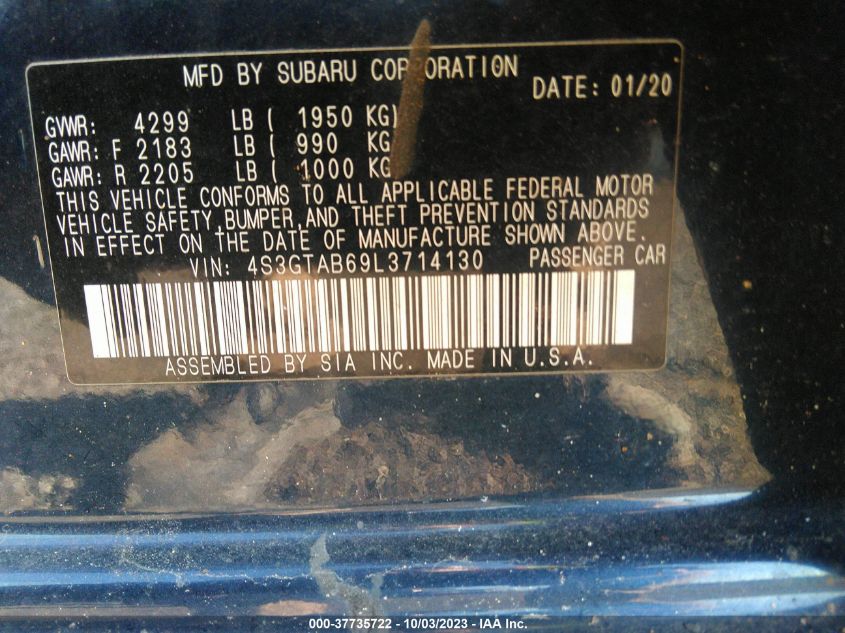 MFD BY SUBARU CORPORATION
DATE: 01/20
GVWR: 4299 LB ( 1950 KG)
GAWR: F 2183 LB ( 990 KG
GAWR: R 2205 LB ( 1000 KG
THIS VEHICLE CONFORMS TO ALL APPLICABLE FEDERAL MOTOR
VEHICLE SAFETY, BUMPER, AND THEFT PREVENTION STANDARDS
IN EFFECT ON THE DATE OF MANUFACTURE SHOWN ABOVE.
VIN: 4S3GTAB69L3714130 PASSENGER CAR
ASSEMBLED BY SIA INC. MADE IN U.S.A.
000-37735722 - 10/03/2023 - IAA Inc.